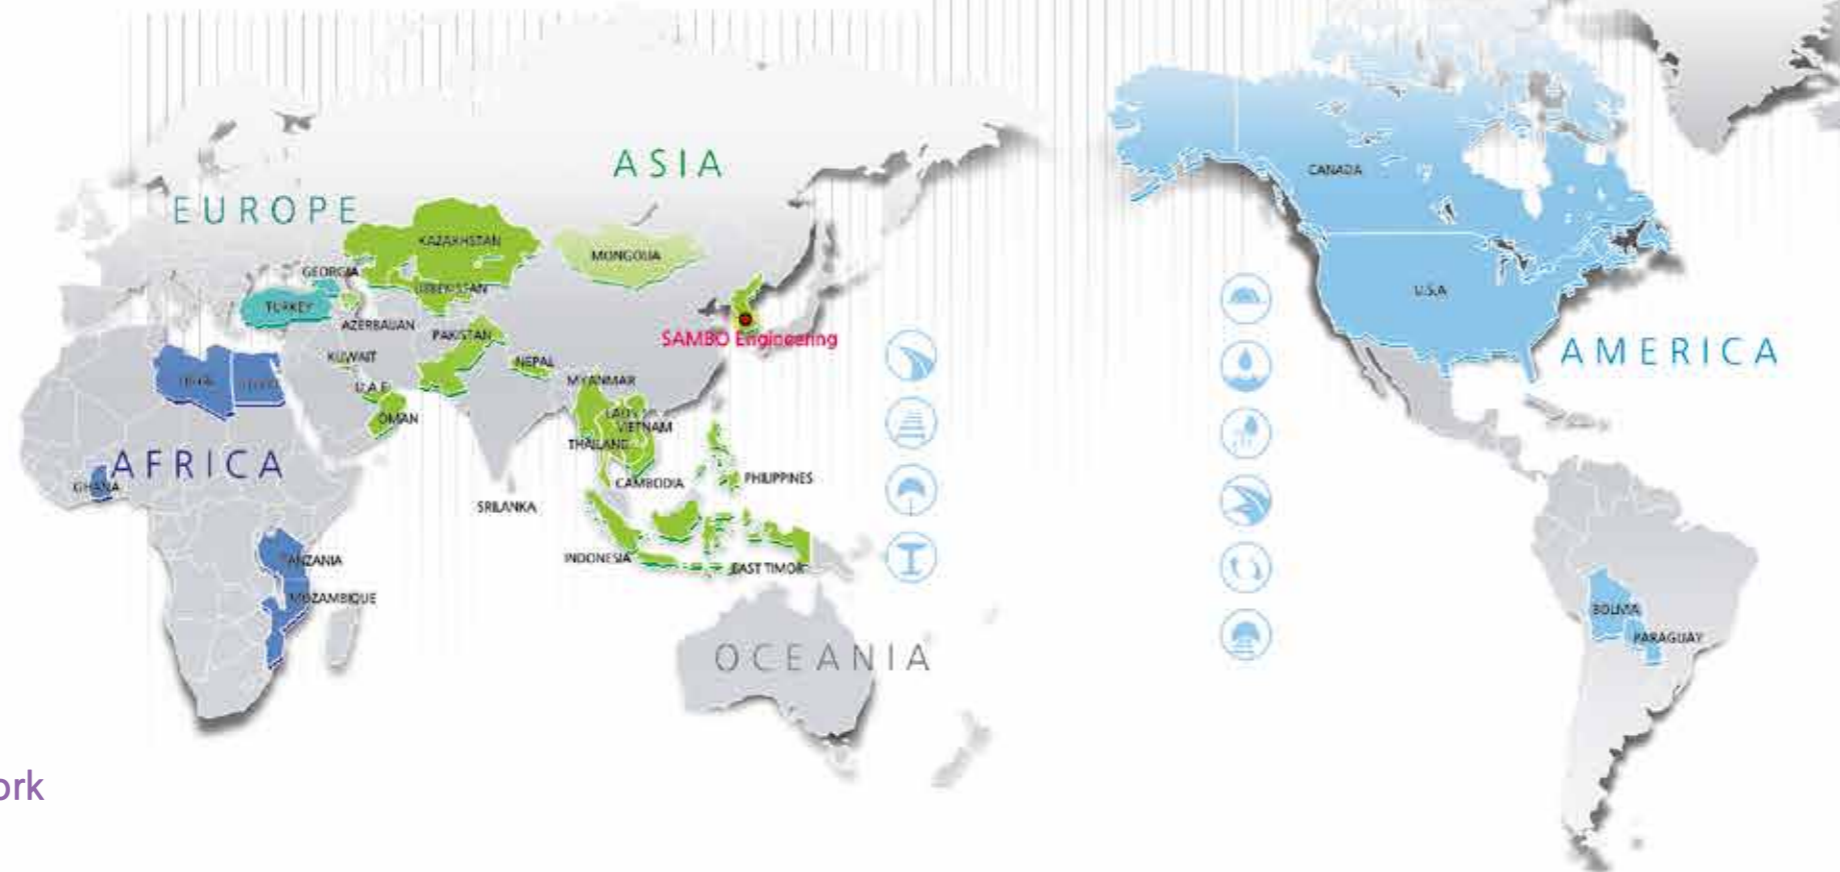 ASIA
EUROPE
KAZAKHSTAN
MONGOLIA
GEORGIA
UZBEKISTAN
TURKEY
AZERBAIJAN
PAKISTAN
SAMBO Engineering
KUWAIT
NEPAL
U.A.E
MYANMAR
OMAN
LAOS
VIETNAM
THAILAND
AFRICA
GHANA
CAMBODIA
PHILIPPINES
SRILANKA
INDONESIA
EAST TIMOR
TANZANIA
MOZAMBIQUE
OCEANIA
CANADA
U.S.A
AMERICA
BOLIVIA
PARAGUAY
ork